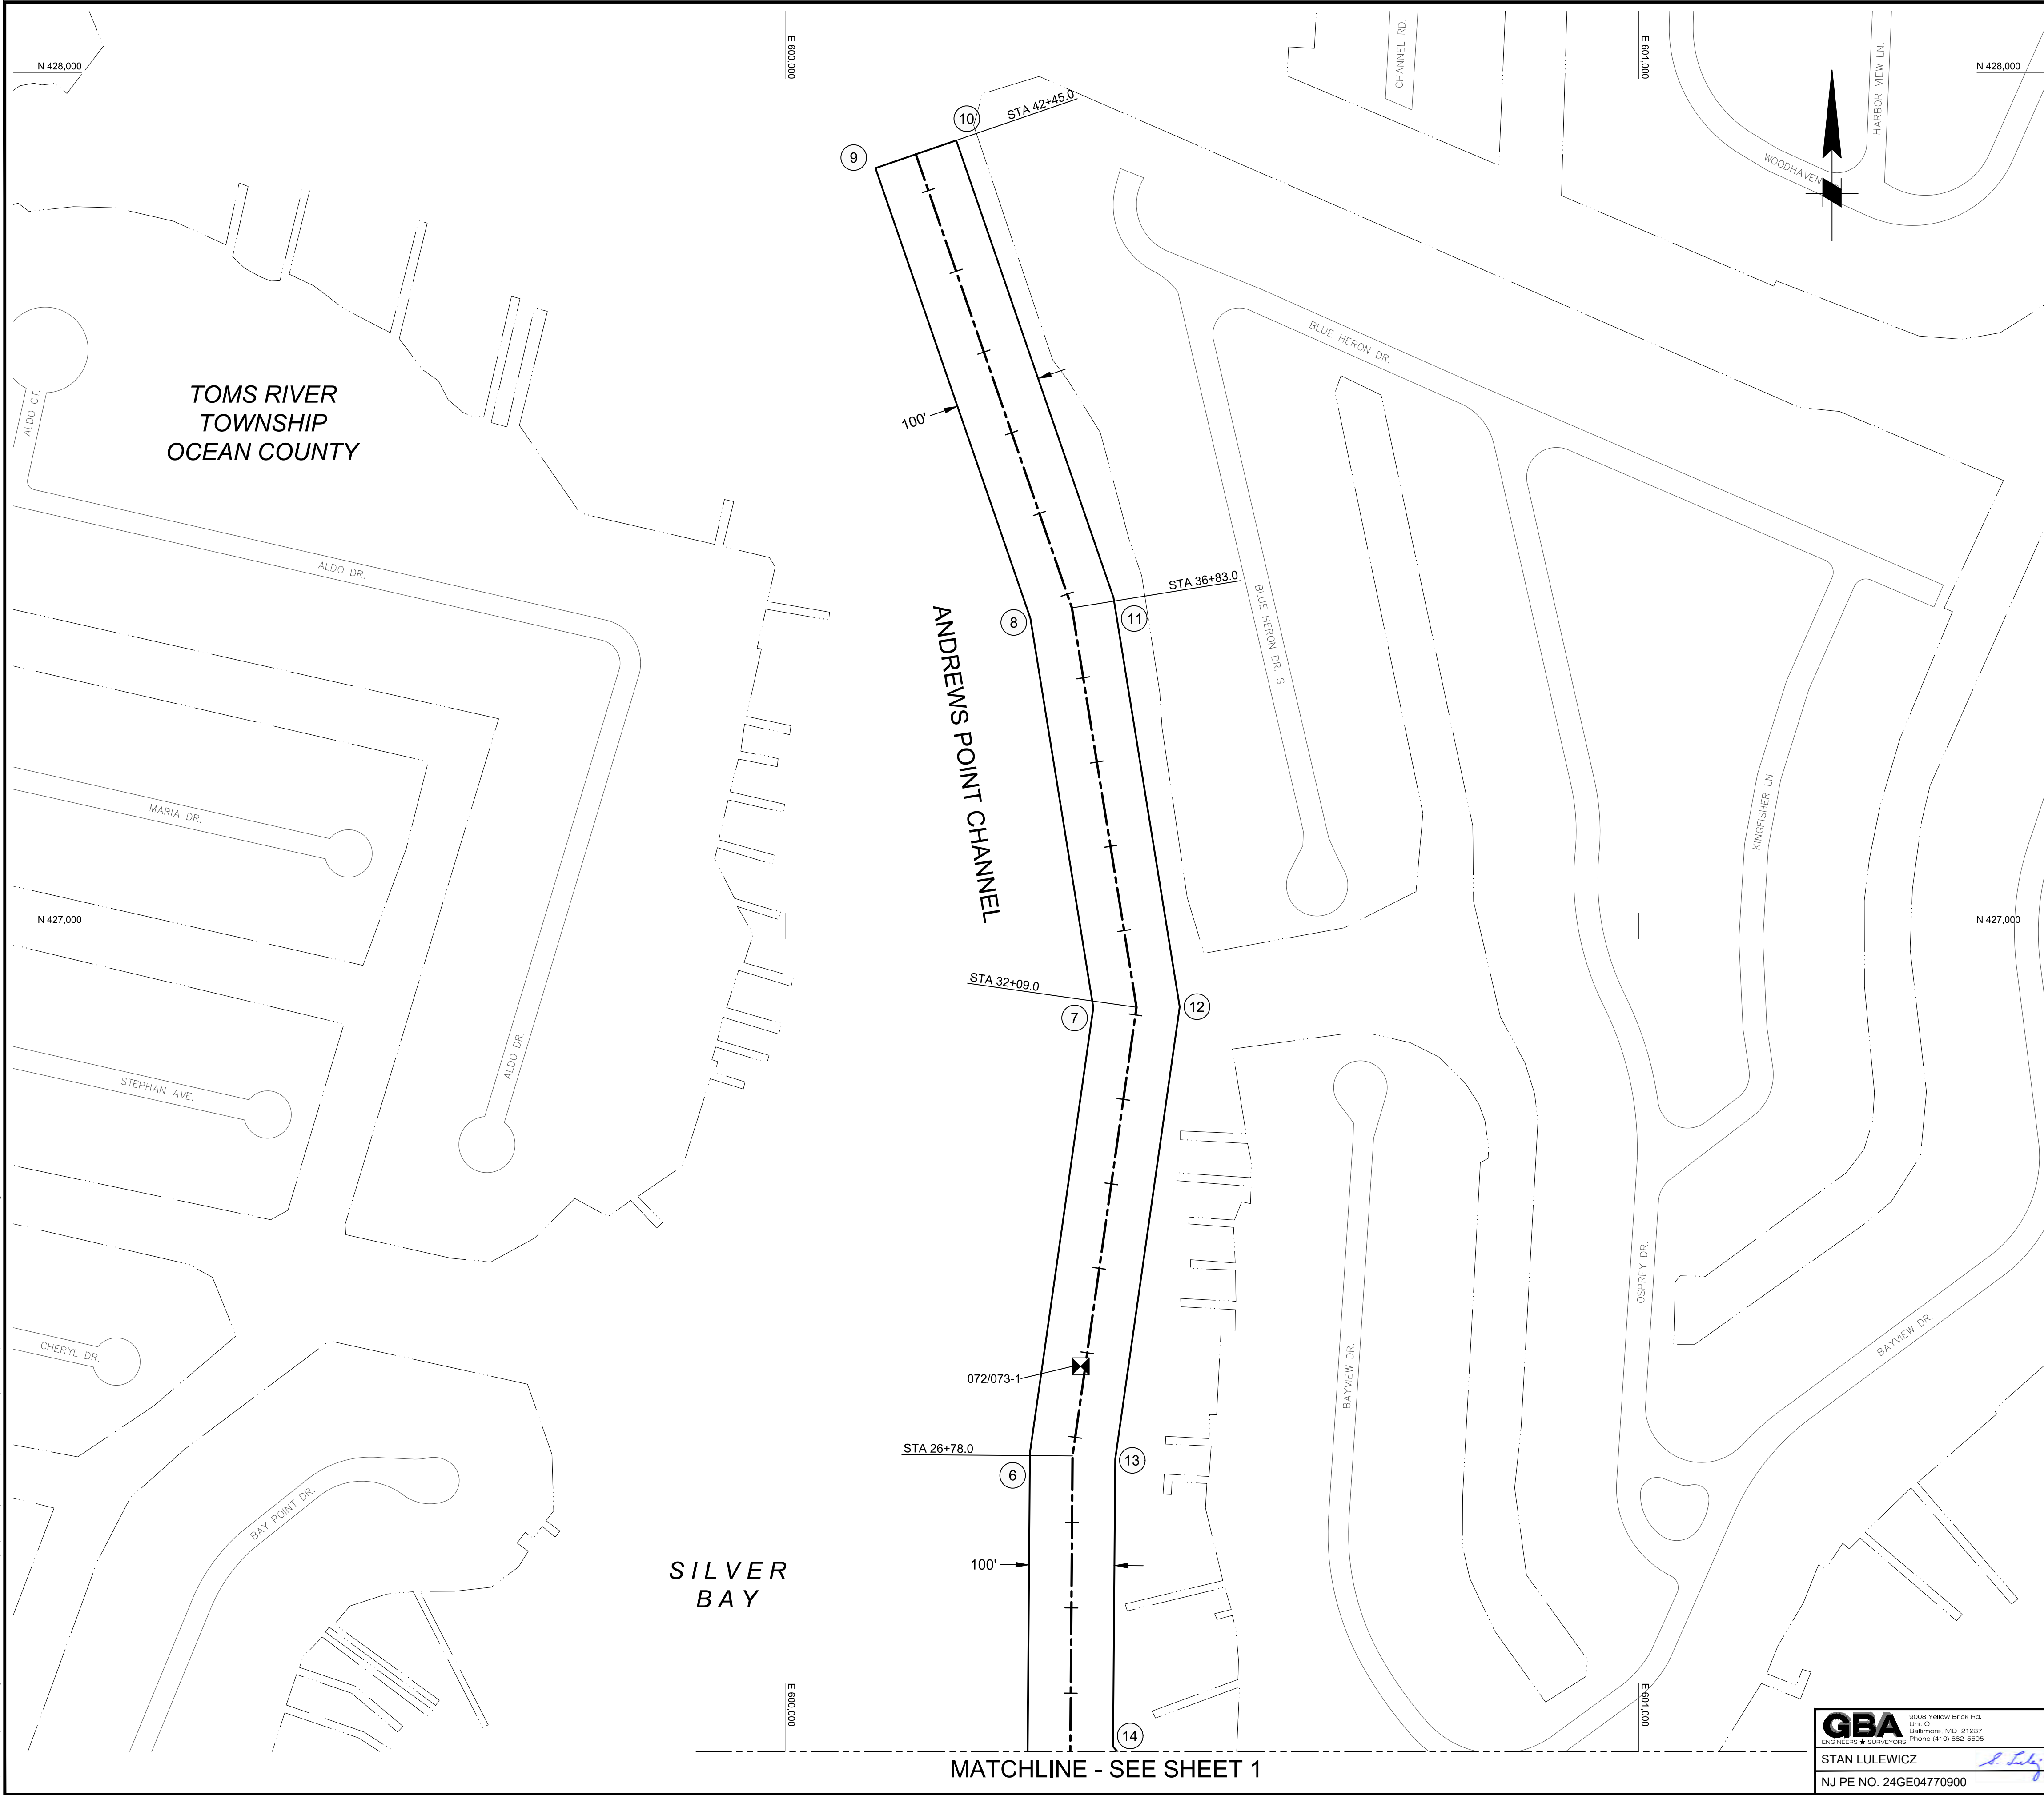 N 428,000
E 600,000
CHANNEL RD.
E 601,000
HARBOR VIEW LN.
N 428,000
WOODHAVEN
10
STA 42+45.0
9
BLUE HERON DR.
TOMS RIVER
TOWNSHIP
OCEAN COUNTY
ALDO CT.
100'
ALDO DR.
STA 36+83.0
8
11
BLUE HERON DR. S
ANDREWS POINT CHANNEL
MARIA DR.
KINGFISHER LN.
N 427,000
N 427,000
STA 32+09.0
7
12
ALDO DR.
STEPHAN AVE.
OSPREY DR.
CHERYL DR.
BAYVIEW DR.
BAYVIEW DR.
072/073-1
STA 26+78.0
6
13
BAY POINT DR.
100'
SILVER
BAY
E 600,000
E 601,000
14
MATCHLINE - SEE SHEET 1
GBA
ENGINEERS ★ SURVEYORS
9008 Yellow Brick Rd.
Unit O
Baltimore, MD 21237
Phone (410) 682-5595
STAN LULEWICZ
NJ PE NO. 24GE04770900